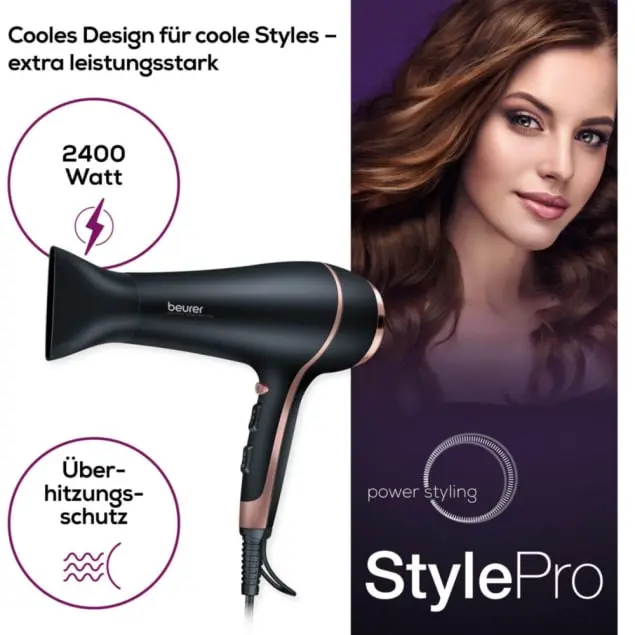 Cooles Design für coole Styles –
extra leistungsstark
2400
Watt
beurer
Über-
hitzungs-
schutz
power styling
StylePro